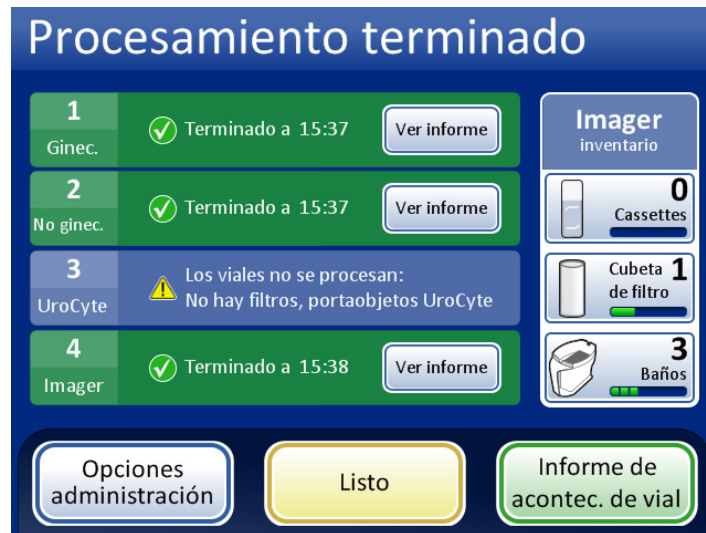 Procesamiento terminado
1
Ginec.
Terminado a 15:37
Ver informe
2
No ginec.
Terminado a 15:37
Ver informe
3
UroCyte
Los viales no se procesan:
No hay filtros, portaobjetos UroCyte
4
Imager
Terminado a 15:38
Ver informe
Imager
inventario
0
Cassettes
Cubeta 1
de filtro
3
Baños
Opciones
administración
Listo
Informe de
acontec. de vial